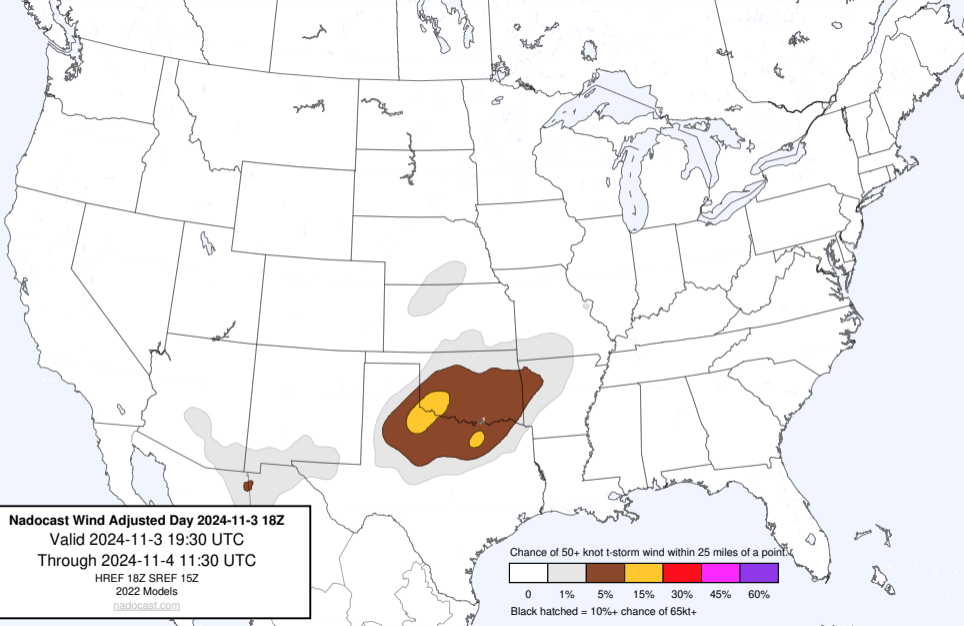 Nadocast Wind Adjusted Day 2024-11-3 18Z
Valid 2024-11-3 19:30 UTC
Through 2024-11-4 11:30 UTC
HREF 18Z SREF 15Z
2022 Models
nadocast.com
Chance of 50+ knot t-storm wind within 25 miles of a point.
0 1% 5% 15% 30% 45% 60%
Black hatched = 10%+ chance of 65kt+